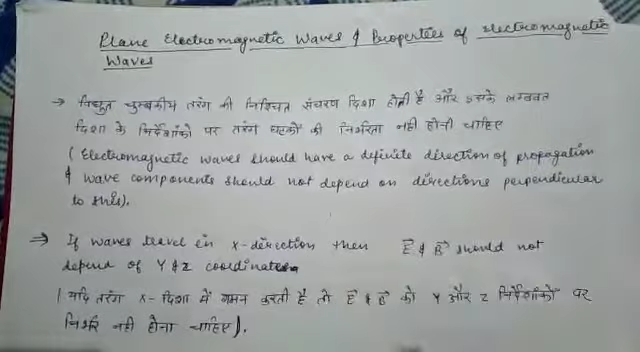 Plane Electromagnetic Waves & Properties of Electromagnetic
Waves
→ विद्युत चुम्बकीय तरंग की निश्चित संचरण दिशा होती है और इसके लम्बवत
दिशा के निर्देशांको पर तरंग घटकों की निर्भरता नही होनी चाहिए
( Electromagnetic waves should have a definite direction of propagation
& wave components should not depend on directions perpendicular
to this).
⇒ If waves travel in X-direction then E⃗ & B⃗ should not
depend of Y & Z coordinates
( यदि तरंग X- दिशा में गमन करती है तो E⃗ & B⃗ को Y और Z निर्देशांकों पर
निर्भर नही होना चाहिए ).